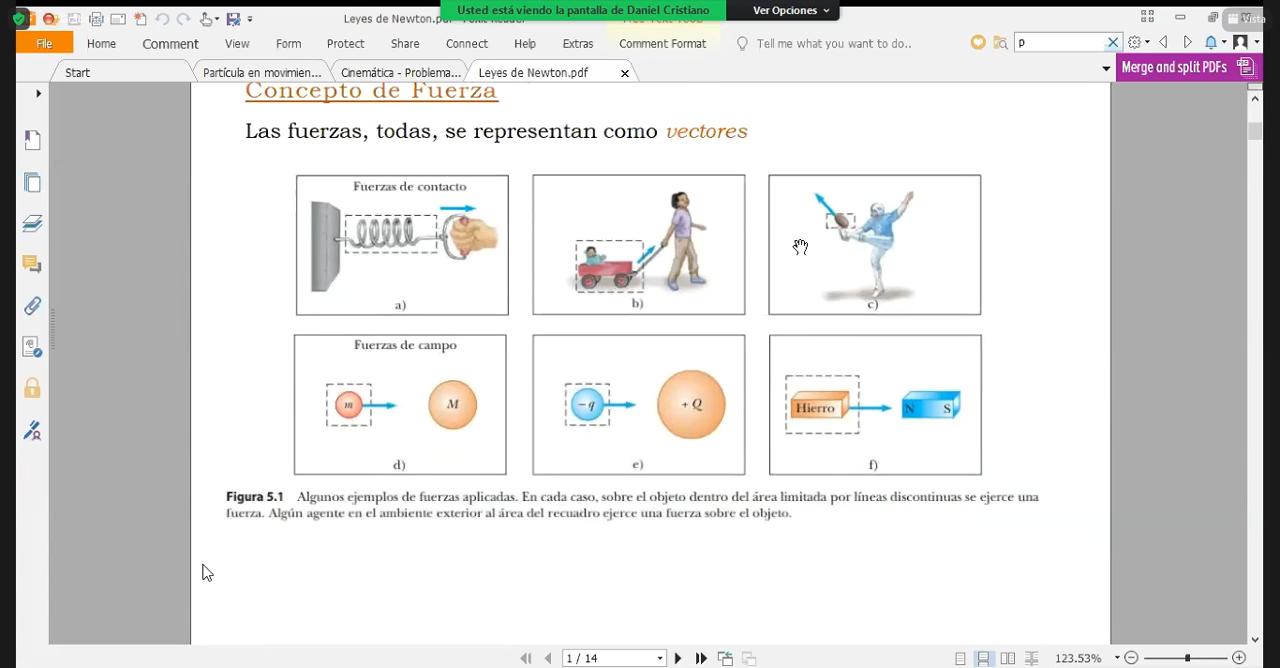 Usted está viendo la pantalla de Daniel Cristiano
Ver Opciones
Vista
File
Home
Comment
View
Form
Protect
Share
Connect
Help
Extras
Comment Format
Tell me what you want to do..
p
Start
Partícula en movimien...
Cinemática - Problema...
Leyes de Newton.pdf
Merge and split PDFs
Concepto de Fuerza
Las fuerzas, todas, se representan como vectores
Fuerzas de contacto
a)
b)
c)
Fuerzas de campo
m
M
- q
+ Q
Hierro
N
S
d)
e)
f)
Figura 5.1 Algunos ejemplos de fuerzas aplicadas. En cada caso, sobre el objeto dentro del área limitada por líneas discontinuas se ejerce una
fuerza. Algún agente en el ambiente exterior al área del recuadro ejerce una fuerza sobre el objeto.
1 / 14
123.53%